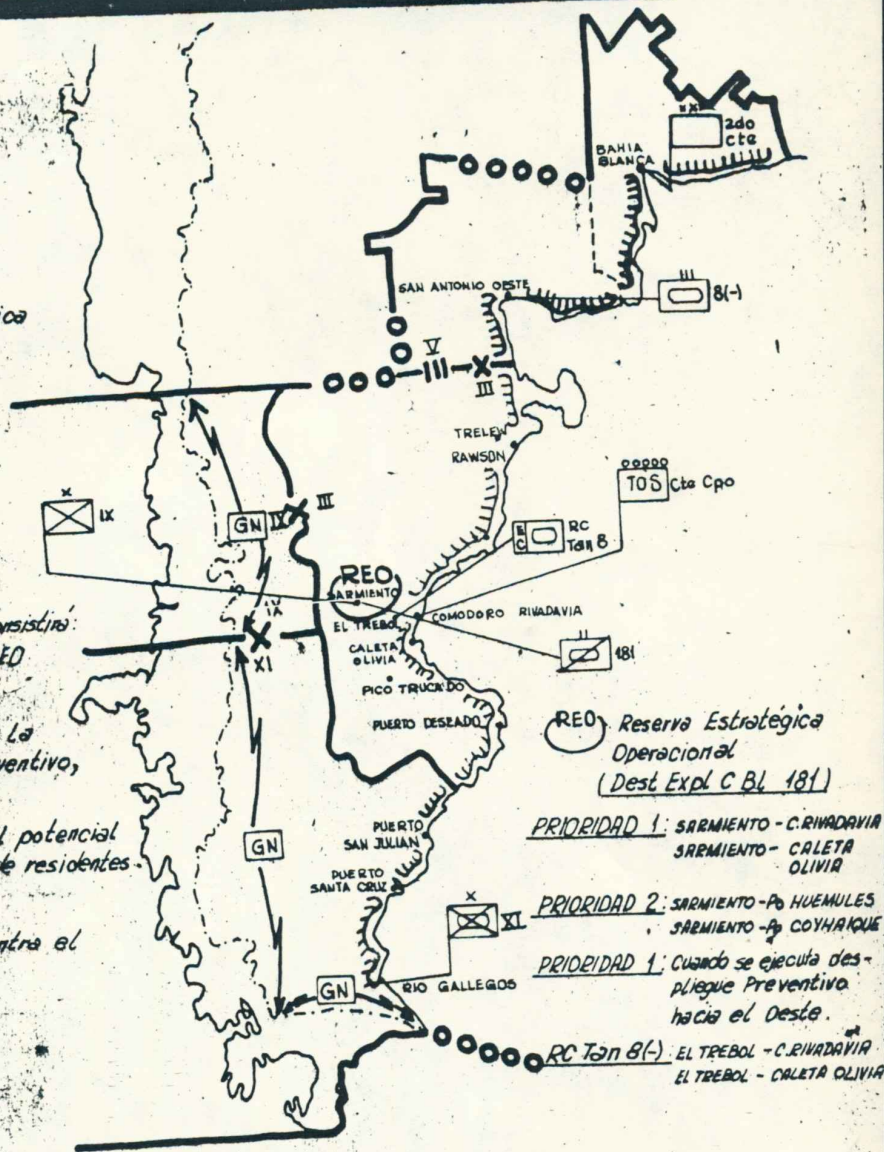 2do
Cte
BAHIA
BLANCA
8(-)
SAN ANTONIO OESTE
V
III
III
TRELEW
RAWSON
TOS Cte Cpo
EC
RC
Tan 8
IX
GN
IX
III
REO
SARMIENTO
EL TREBOL
COMODORO RIVADAVIA
181
IX
XI
CALETA
OLIVIA
PICO TRUCADO
PUERTO DESEADO
GN
PUERTO
SAN JULIAN
PUERTO
SANTA CRUZ
XI
RIO GALLEGOS
GN
ica
nsistirá:
ED
La
ventivo,
l potencial
de residentes.
ntra el
REO Reserva Estratégica
Operacional
(Dest Expl C Bl 181)
PRIORIDAD 1: SARMIENTO - C.RIVADAVIA
SARMIENTO - CALETA
OLIVIA
PRIORIDAD 2: SARMIENTO - Po HUEMULES
SARMIENTO - Po COYHAIQUE
PRIORIDAD 1: Cuando se ejecuta des-
pliegue Preventivo
hacia el Oeste.
RC Tan 8(-) EL TREBOL - C.RIVADAVIA
EL TREBOL - CALETA OLIVIA